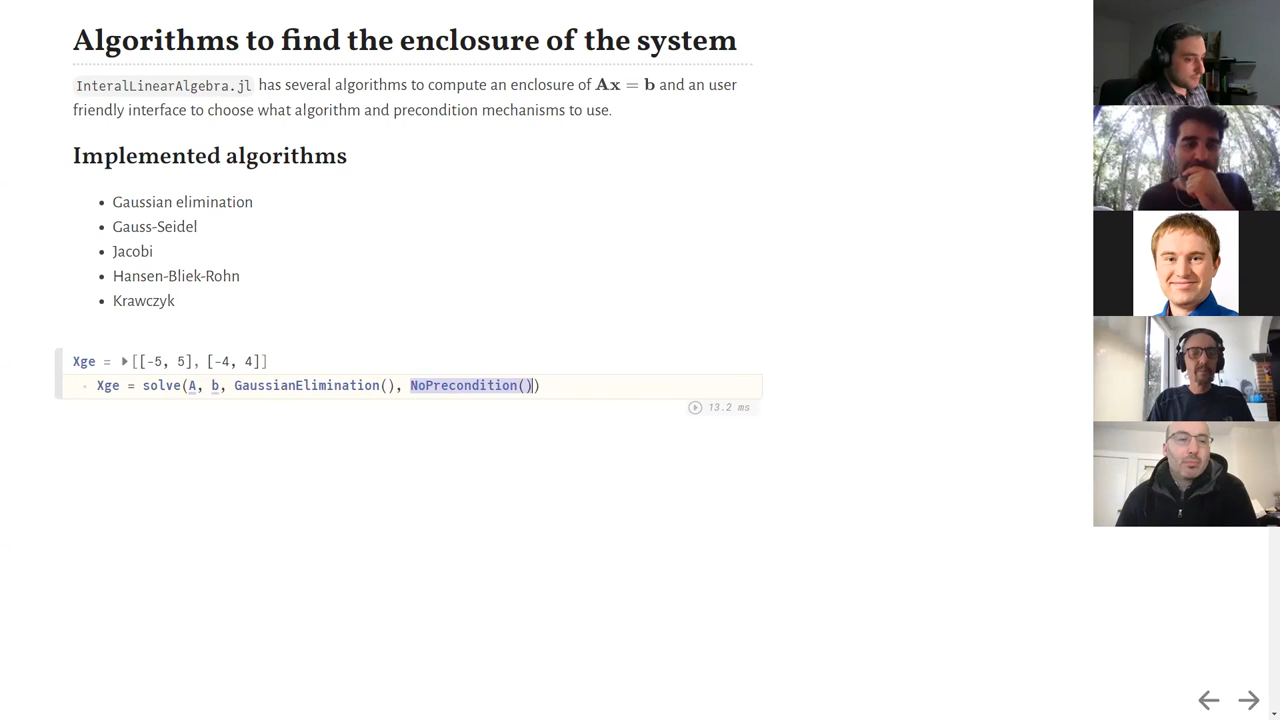 Algorithms to find the enclosure of the system
InteralLinearAlgebra.jl has several algorithms to compute an enclosure of Ax = b and an user
friendly interface to choose what algorithm and precondition mechanisms to use.
Implemented algorithms
• Gaussian elimination
• Gauss-Seidel
• Jacobi
• Hansen-Bliek-Rohn
• Krawczyk
Xge = ▶[[-5, 5], [-4, 4]]
Xge = solve(A, b, GaussianElimination(), NoPrecondition())
13.2 ms